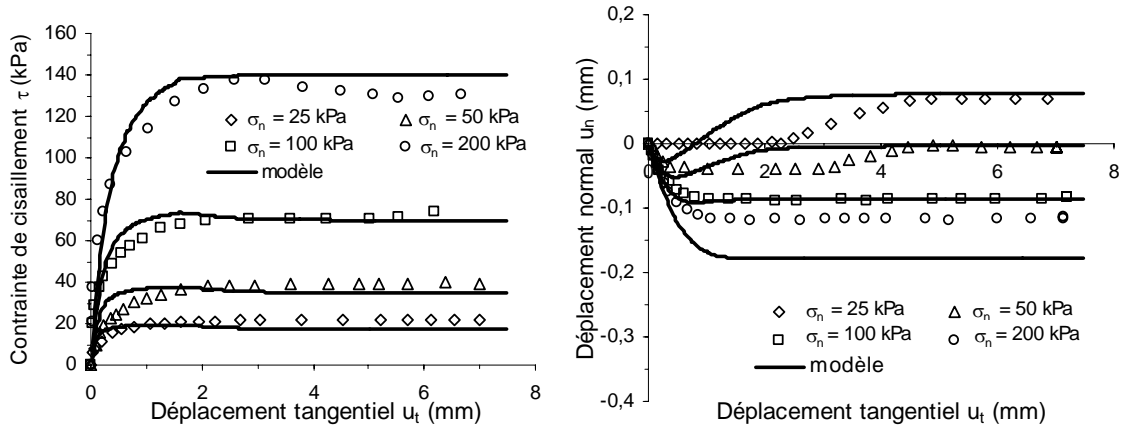 Contrainte de disaillement τ (kPa)
160
140
120
100
80
60
40
20
0
σn = 25 kPa
σn = 50 kPa
σn = 100 kPa
σn = 200 kPa
modèle
0 2 4 6 8
Déplacement tangentiel ut (mm)
Déplacement normal un (mm)
0,2
0,1
0
-0,1
-0,2
-0,3
-0,4
0 2 4 6 8
σn = 25 kPa
σn = 50 kPa
σn = 100 kPa
σn = 200 kPa
modèle
Déplacement tangentiel ut (mm)